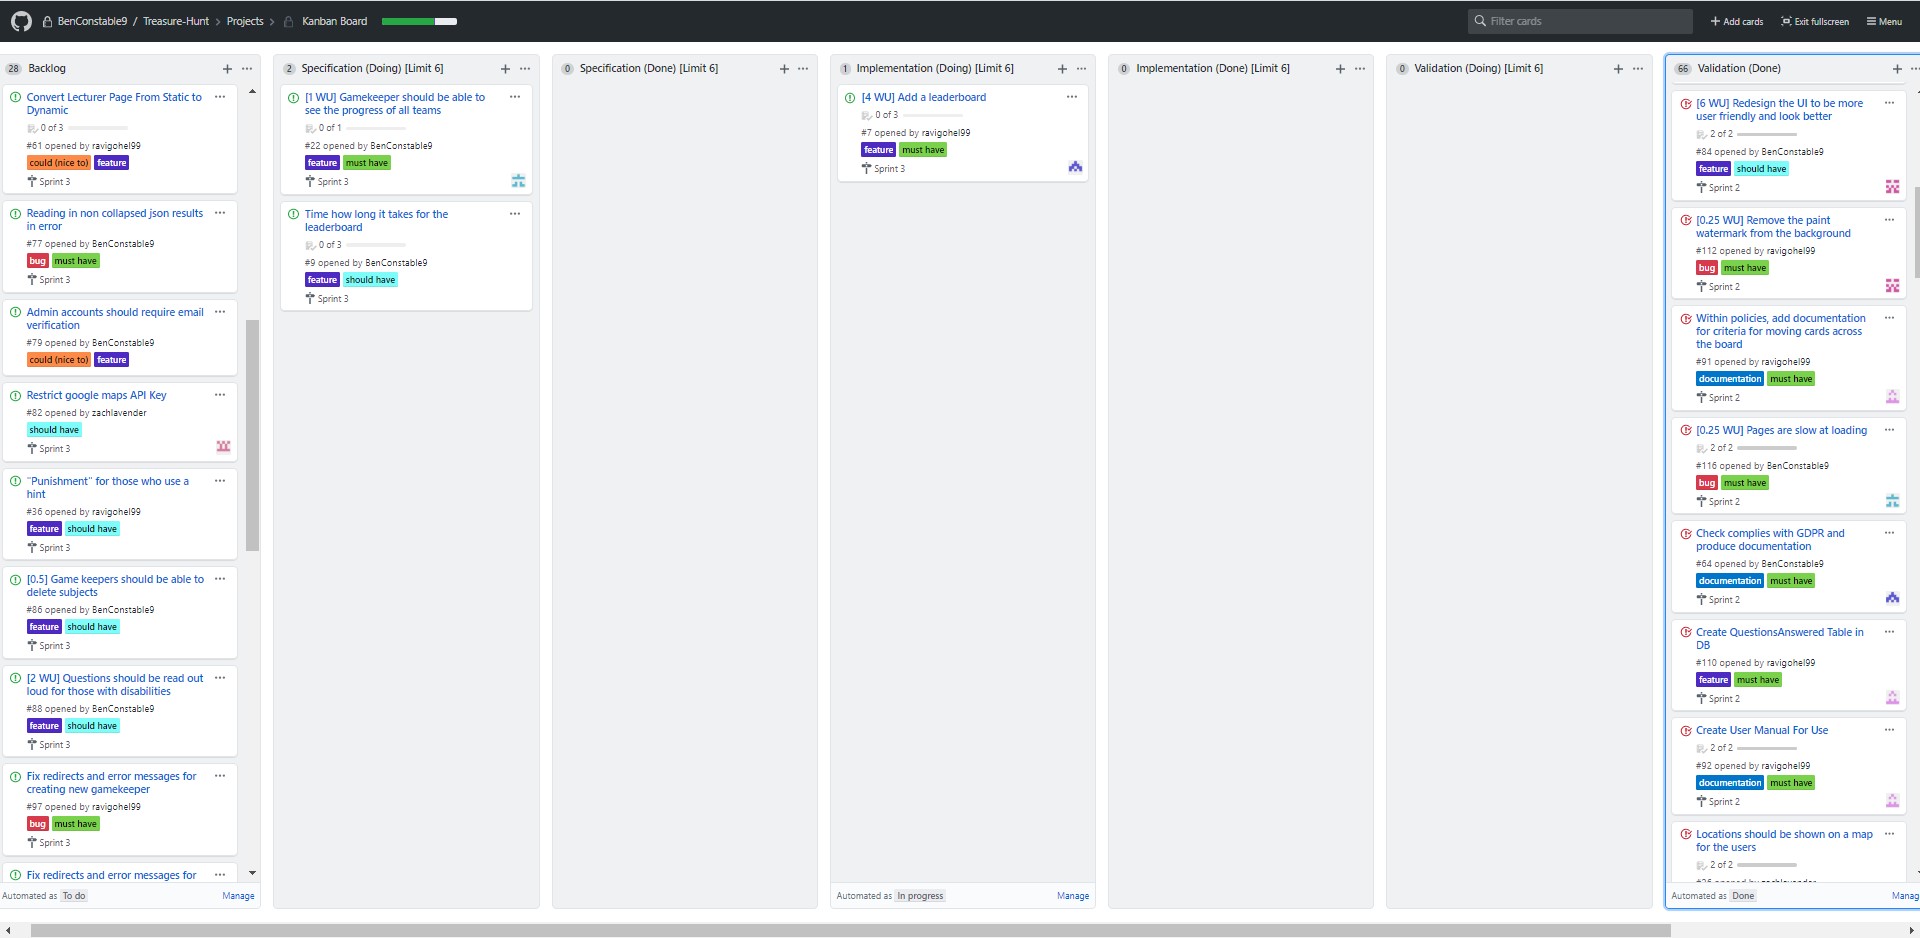 BenConstable9 / Treasure-Hunt > Projects > Kanban Board
Filter cards
Add cards
Exit fullscreen
Menu
28 Backlog
Convert Lecturer Page From Static to
Dynamic
0 of 3
#61 opened by ravigohel99
could (nice to) feature
Sprint 3
Reading in non collapsed json results
in error
#77 opened by BenConstable9
bug must have
Sprint 3
Admin accounts should require email
verification
#79 opened by BenConstable9
could (nice to) feature
Restrict google maps API Key
#82 opened by zachlavender
should have
Sprint 3
"Punishment" for those who use a
hint
#36 opened by ravigohel99
feature should have
Sprint 3
[0.5] Game keepers should be able to
delete subjects
#86 opened by BenConstable9
feature should have
Sprint 3
[2 WU] Questions should be read out
loud for those with disabilities
#88 opened by BenConstable9
feature should have
Sprint 3
Fix redirects and error messages for
creating new gamekeeper
#97 opened by ravigohel99
bug must have
Sprint 3
Fix redirects and error messages for
Automated as To do
Manage
2 Specification (Doing) [Limit 6]
[1 WU] Gamekeeper should be able to
see the progress of all teams
0 of 1
#22 opened by BenConstable9
feature must have
Sprint 3
Time how long it takes for the
leaderboard
0 of 3
#9 opened by BenConstable9
feature should have
Sprint 3
0 Specification (Done) [Limit 6]
1 Implementation (Doing) [Limit 6]
[4 WU] Add a leaderboard
0 of 3
#7 opened by ravigohel99
feature must have
Sprint 3
Automated as In progress
Manage
0 Implementation (Done) [Limit 6]
0 Validation (Doing) [Limit 6]
66 Validation (Done)
[6 WU] Redesign the UI to be more
user friendly and look better
2 of 2
#84 opened by BenConstable9
feature should have
Sprint 2
[0.25 WU] Remove the paint
watermark from the background
#112 opened by ravigohel99
bug must have
Sprint 2
Within policies, add documentation
for criteria for moving cards across
the board
#91 opened by ravigohel99
documentation must have
Sprint 2
[0.25 WU] Pages are slow at loading
2 of 2
#116 opened by BenConstable9
bug must have
Sprint 2
Check complies with GDPR and
produce documentation
#64 opened by BenConstable9
documentation must have
Sprint 2
Create QuestionsAnswered Table in
DB
#110 opened by ravigohel99
feature must have
Sprint 2
Create User Manual For Use
2 of 2
#92 opened by ravigohel99
documentation must have
Sprint 2
Locations should be shown on a map
for the users
2 of 2
Automated as Done
Manag